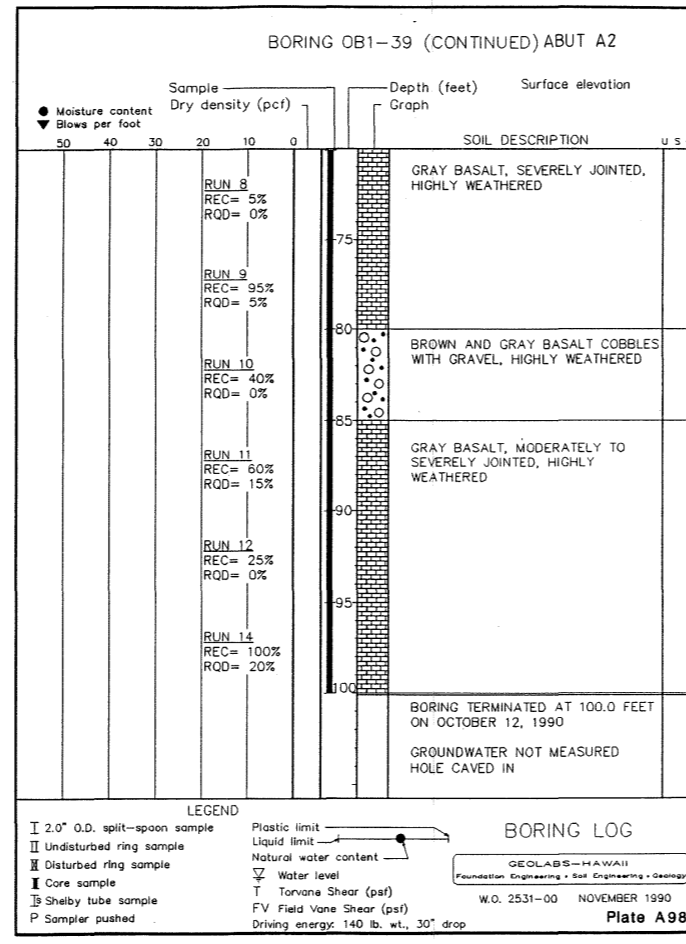 BORING OB1-39 (CONTINUED) ABUT A2
Sample
Dry density (pcf)
Depth (feet)
Graph
Surface elevation
● Moisture content
▼ Blows per foot
50 40 30 20 10 0
SOIL DESCRIPTION
U S
RUN 8
REC= 5%
RQD= 0%
GRAY BASALT, SEVERELY JOINTED,
HIGHLY WEATHERED
75
RUN 9
REC= 95%
RQD= 5%
80
BROWN AND GRAY BASALT COBBLES
WITH GRAVEL, HIGHLY WEATHERED
RUN 10
REC= 40%
RQD= 0%
85
GRAY BASALT, MODERATELY TO
SEVERELY JOINTED, HIGHLY
WEATHERED
RUN 11
REC= 60%
RQD= 15%
90
RUN 12
REC= 25%
RQD= 0%
95
RUN 14
REC= 100%
RQD= 20%
100
BORING TERMINATED AT 100.0 FEET
ON OCTOBER 12, 1990
GROUNDWATER NOT MEASURED
HOLE CAVED IN
LEGEND
2.0" O.D. split-spoon sample
Undisturbed ring sample
Disturbed ring sample
Core sample
Shelby tube sample
P Sampler pushed
Plastic limit
Liquid limit
Natural water content
Water level
T Torvane Shear (psf)
FV Field Vane Shear (psf)
Driving energy: 140 lb. wt., 30" drop
BORING LOG
GEOLABS-HAWAII
Foundation Engineering • Soil Engineering • Geology
W.O. 2531-00 NOVEMBER 1990
Plate A98